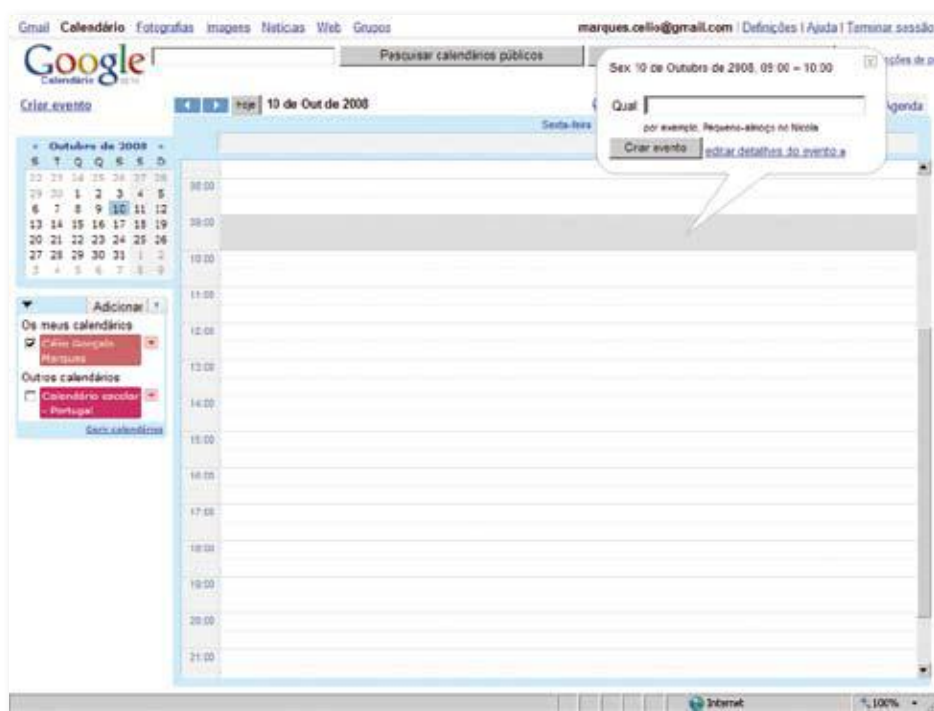 Gmail Calendário Fotografias Imagens Notícias Web Grupos
marques.celio@gmail.com | Definições | Ajuda | Terminar sessão
Google
Calendário
Pesquisar calendários públicos
Sex 10 de Outubro de 2008, 09:00 – 10:00
Qual:
por exemplo, Pequeno-almoço no Nicola
Criar evento editar detalhes do evento »
Criar evento
Hoje 10 de Out de 2008
Agenda
Sexta-feira
« Outubro de 2008 »
S T Q Q S S D
22 23 24 25 26 27 28
29 30 1 2 3 4 5
6 7 8 9 10 11 12
13 14 15 16 17 18 19
20 21 22 23 24 25 26
27 28 29 30 31 1 2
3 4 5 6 7 8 9
Adicionar
Os meus calendários
Célio Gonçalo
Marques
Outros calendários
Calendário escolar
- Portugal
Gerir calendários
08:00
09:00
10:00
11:00
12:00
13:00
14:00
15:00
16:00
17:00
18:00
19:00
20:00
21:00
Internet
100%